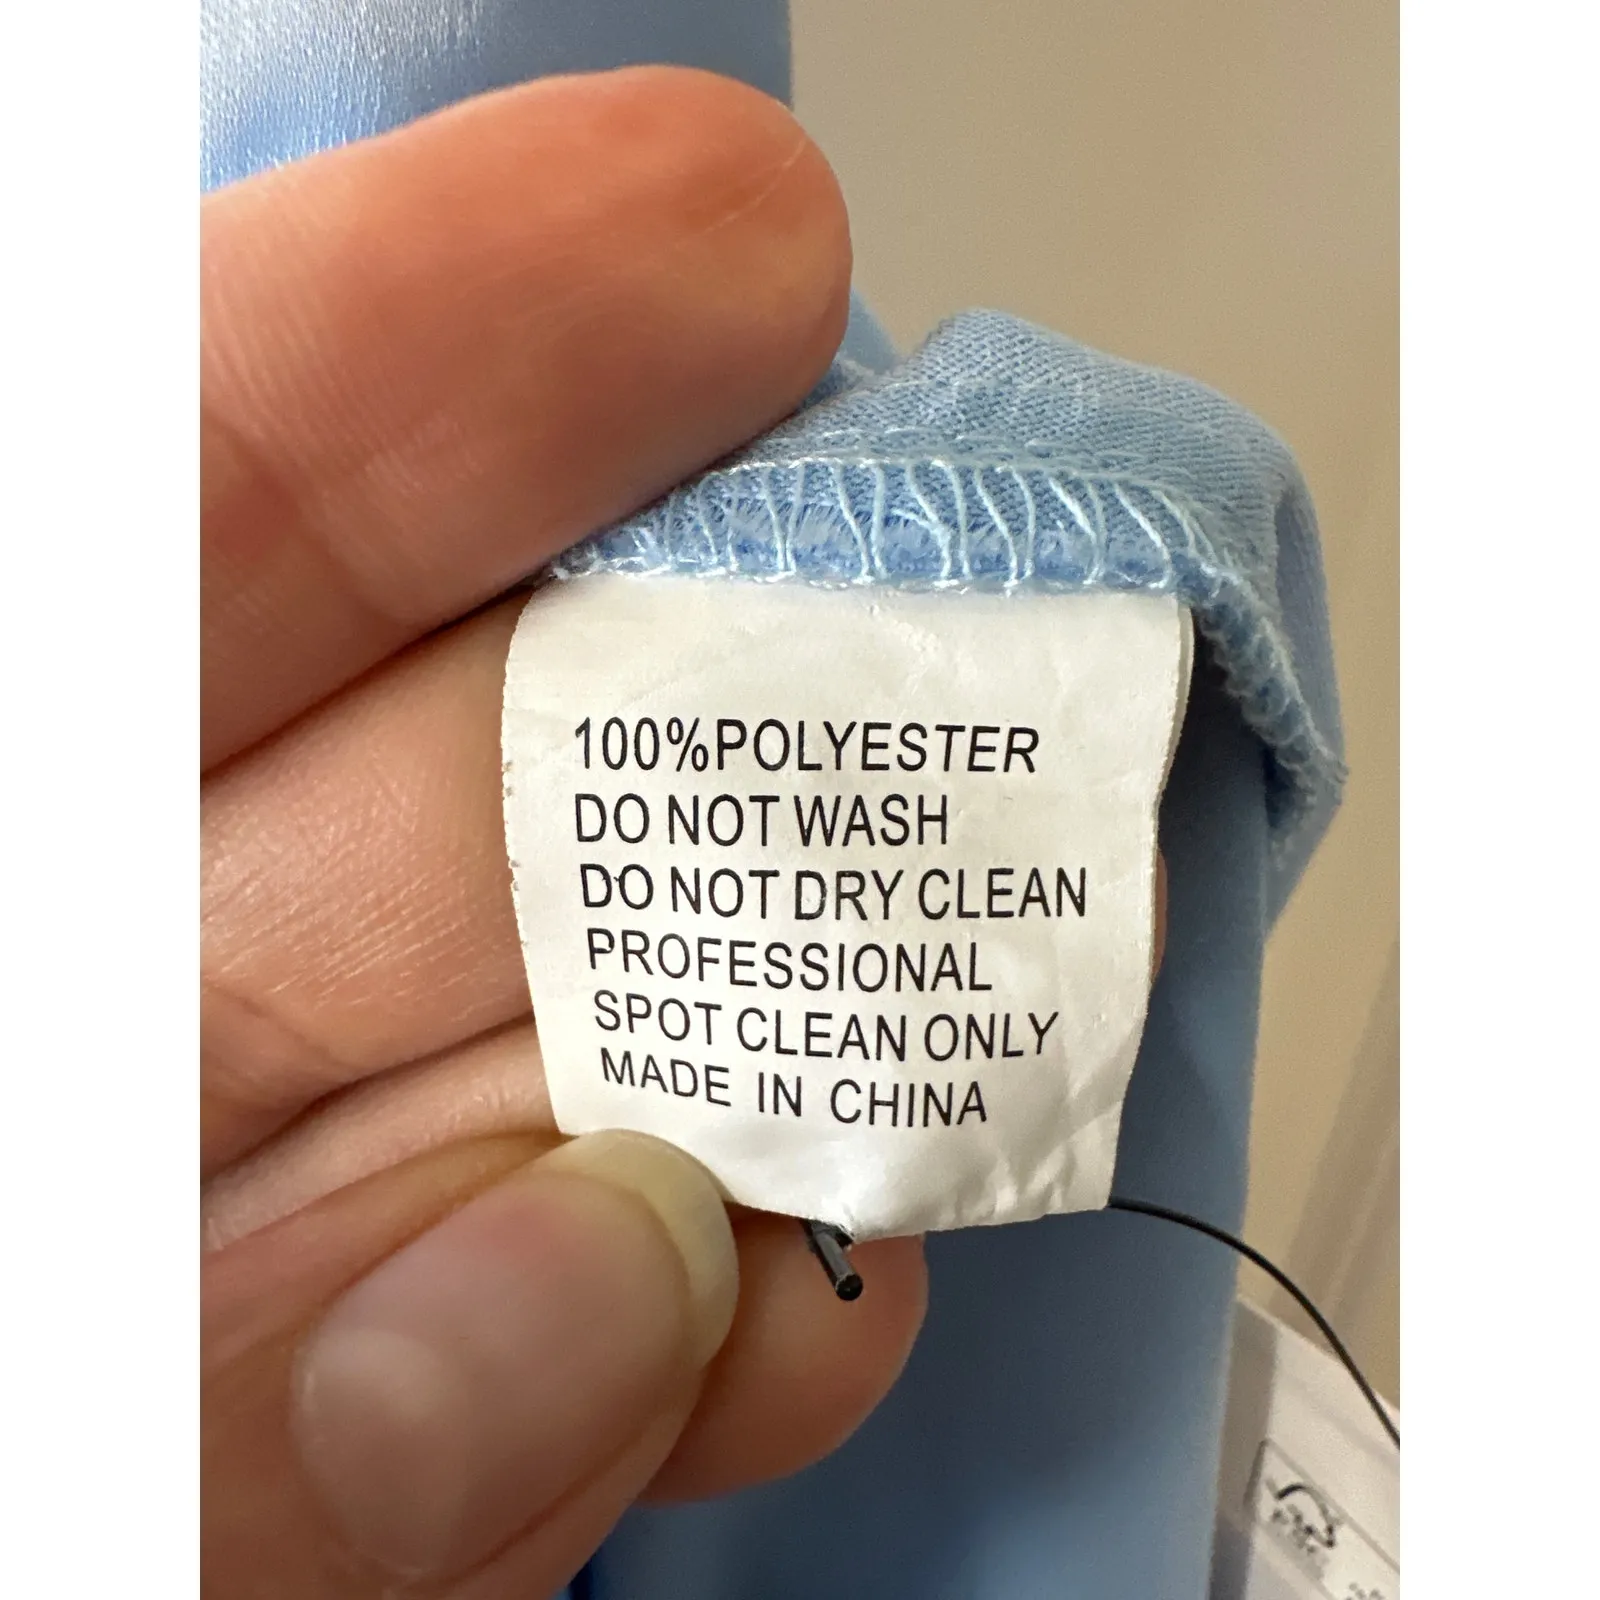 100%POLYESTER
DO NOT WASH
DO NOT DRY CLEAN
PROFESSIONAL
SPOT CLEAN ONLY
MADE IN CHINA